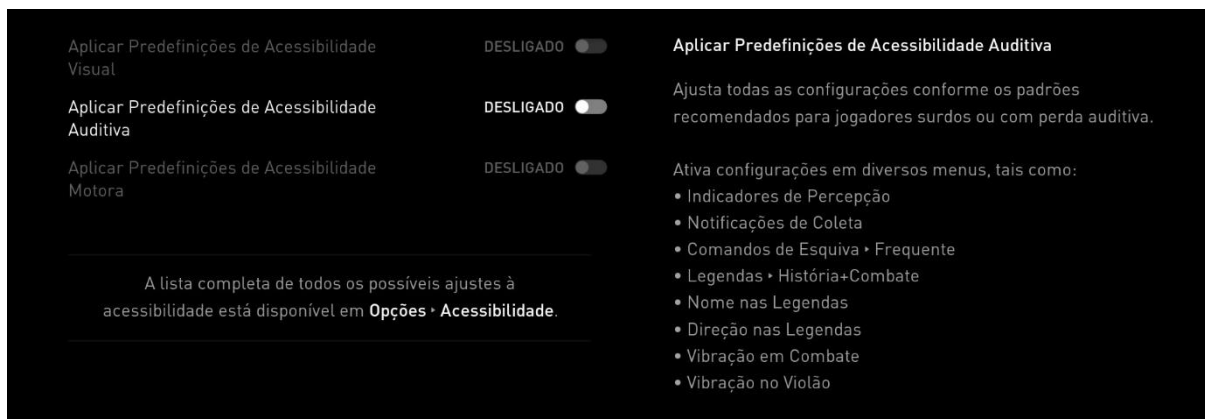 Aplicar Predefinições de Acessibilidade
Visual
DESLIGADO
Aplicar Predefinições de Acessibilidade
Auditiva
DESLIGADO
Aplicar Predefinições de Acessibilidade
Motora
DESLIGADO
A lista completa de todos os possíveis ajustes à
acessibilidade está disponível em Opções ‣ Acessibilidade.
Aplicar Predefinições de Acessibilidade Auditiva
Ajusta todas as configurações conforme os padrões
recomendados para jogadores surdos ou com perda auditiva.
Ativa configurações em diversos menus, tais como:
• Indicadores de Percepção
• Notificações de Coleta
• Comandos de Esquiva ‣ Frequente
• Legendas ‣ História+Combate
• Nome nas Legendas
• Direção nas Legendas
• Vibração em Combate
• Vibração no Violão